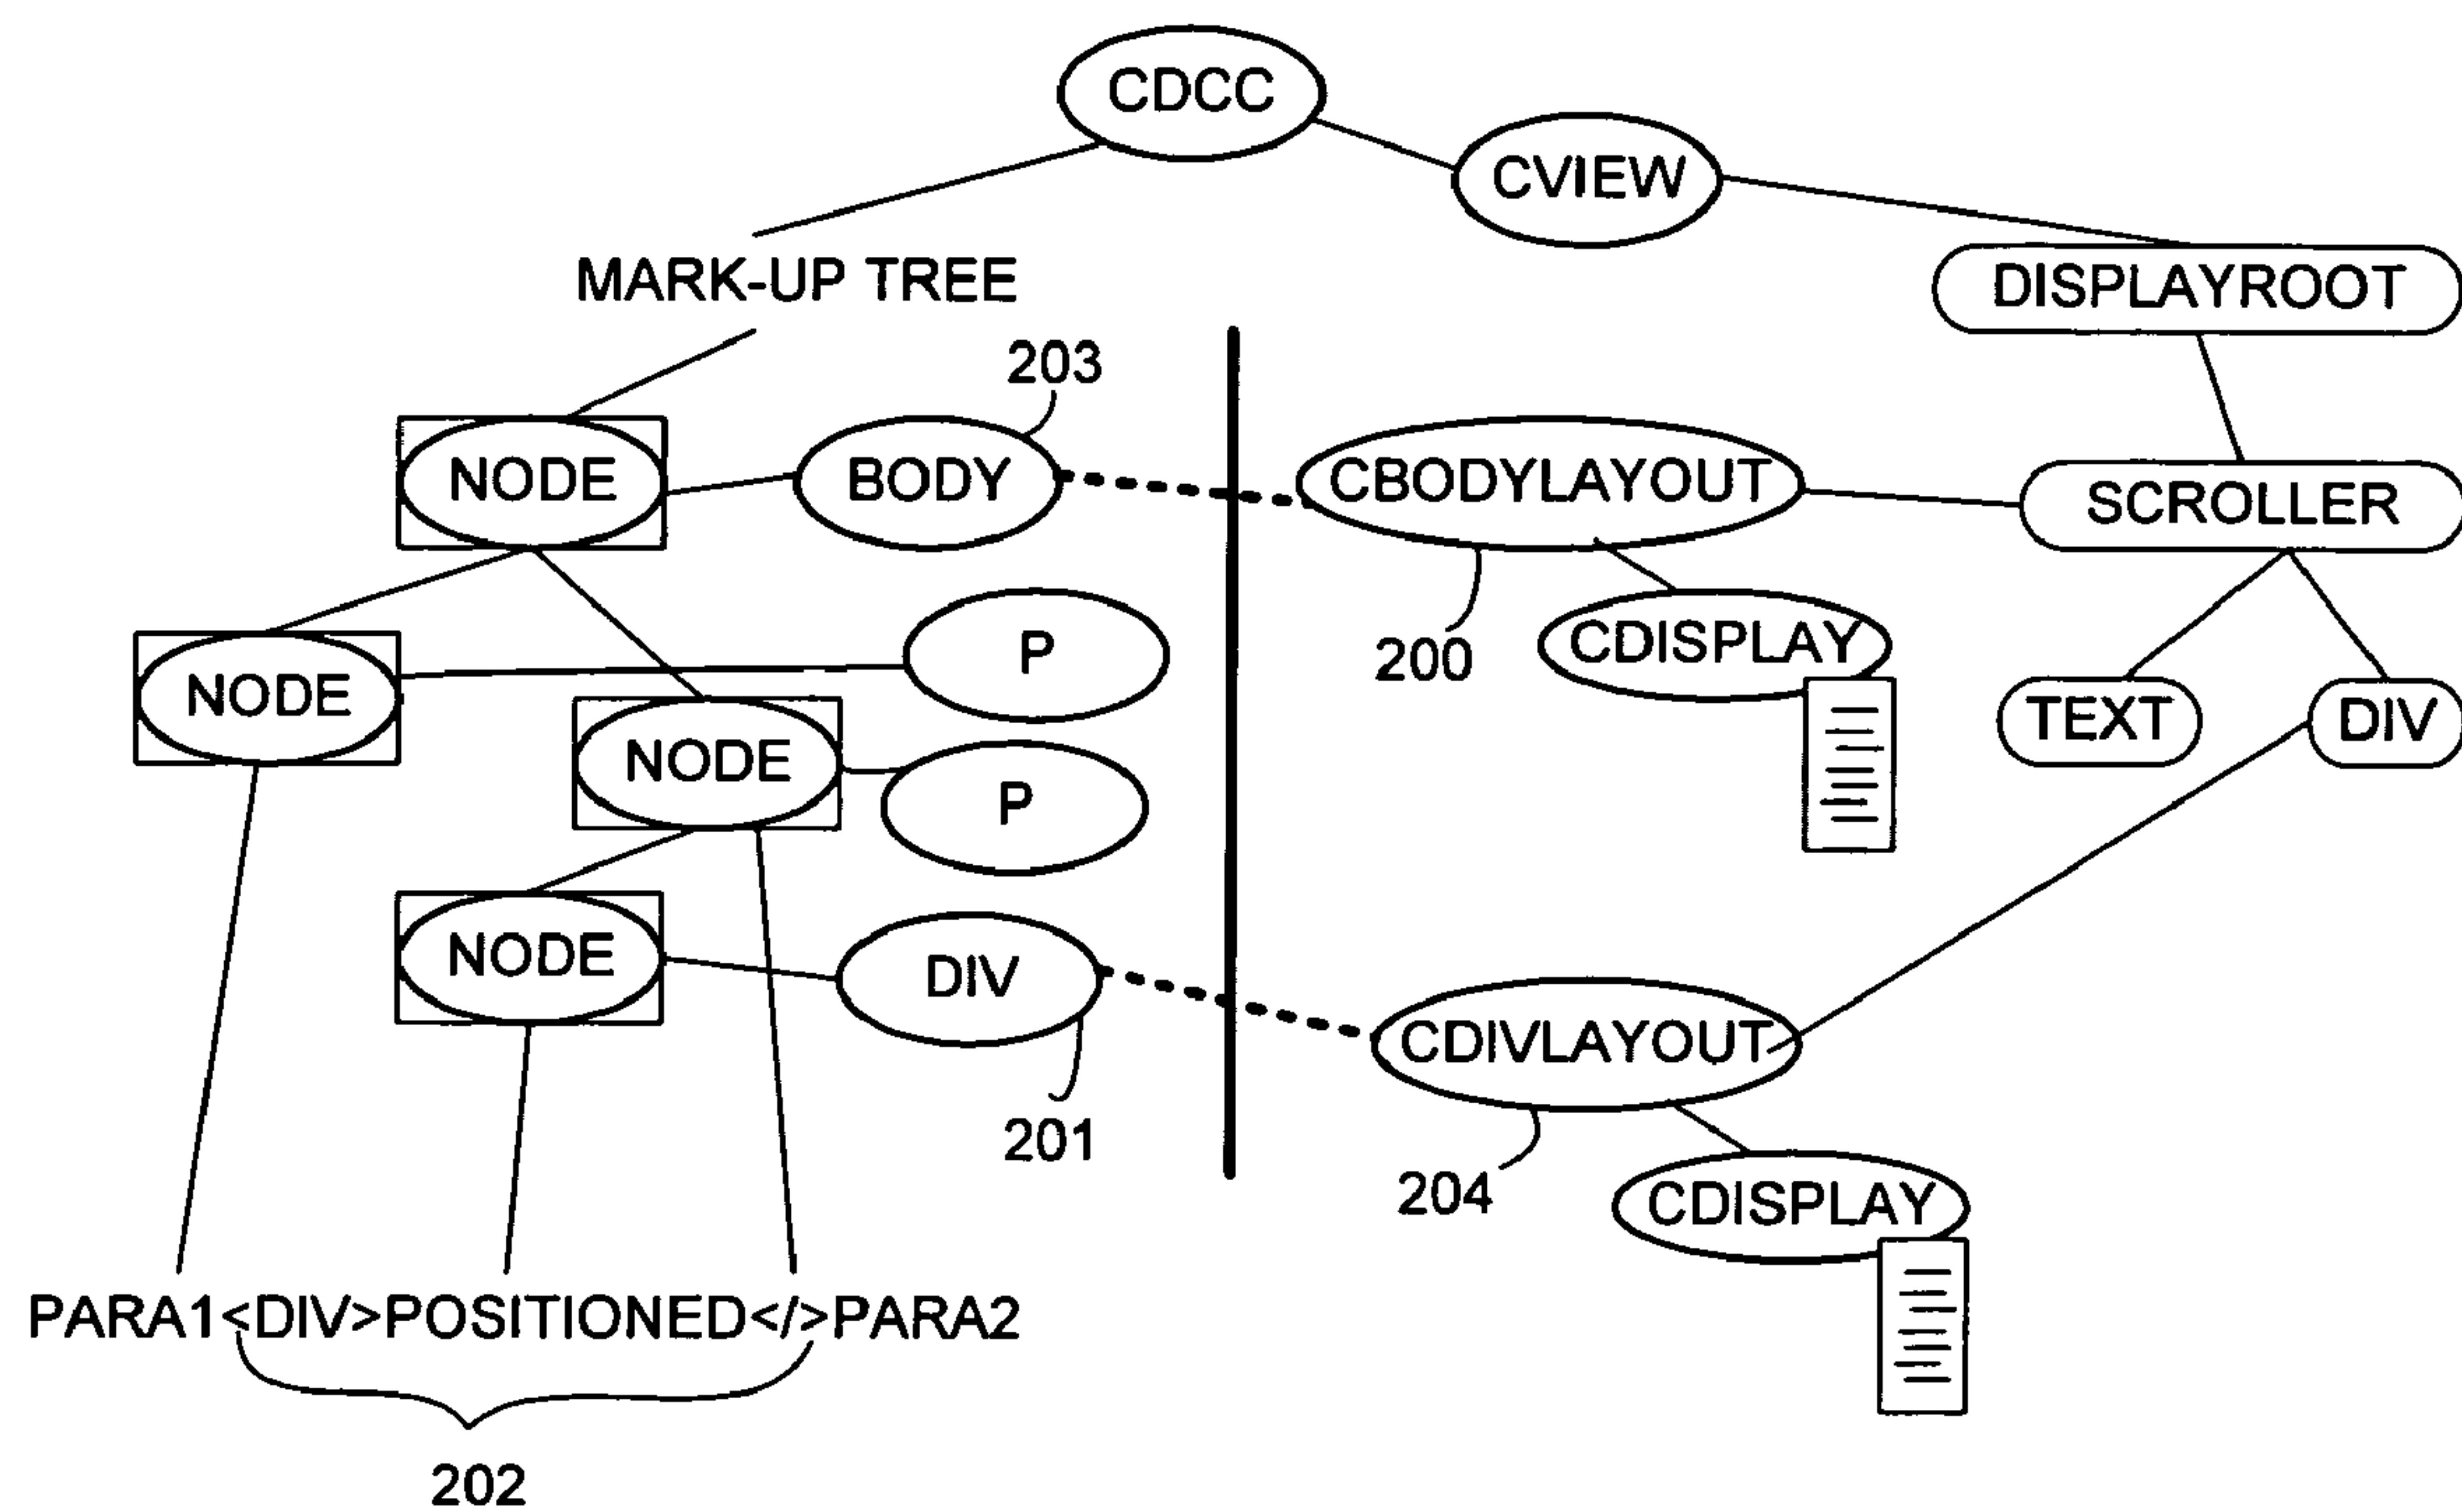 CDCC
CVIEW
MARK-UP TREE
DISPLAYROOT
203
NODE
BODY
CBODYLAYOUT
SCROLLER
NODE
P
200
CDISPLAY
NODE
P
TEXT
DIV
NODE
DIV
CDIVLAYOUT
201
204
CDISPLAY
PARA1<DIV>POSITIONED</>PARA2
202